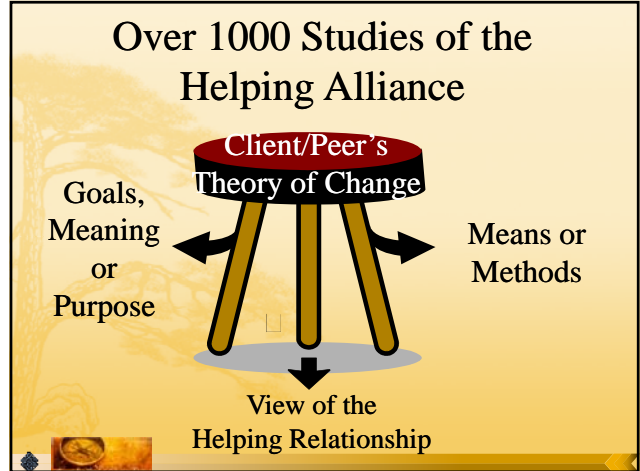 Over 1000 Studies of the
Helping Alliance
Client/Peer’s
Theory of Change
Goals,
Meaning
or
Purpose
Means or
Methods
View of the
Helping Relationship